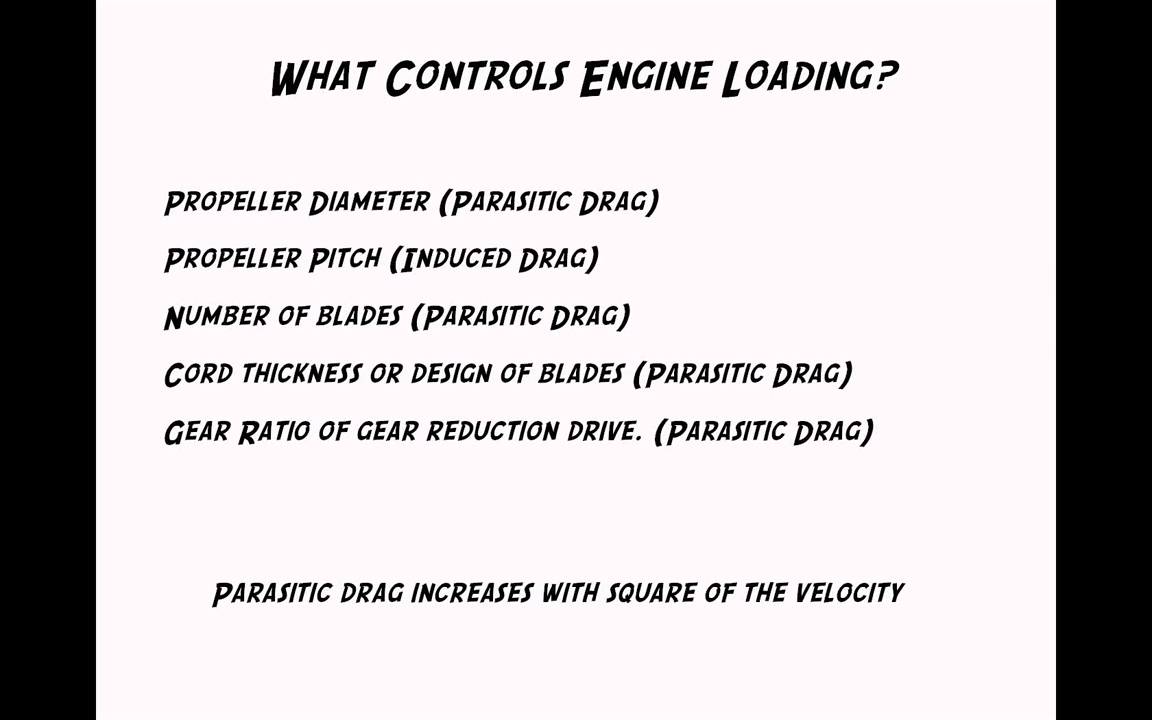 What Controls Engine Loading?
Propeller Diameter (Parasitic Drag)
Propeller Pitch (Induced Drag)
Number of blades (Parasitic Drag)
Cord thickness or design of blades (Parasitic Drag)
Gear Ratio of gear reduction drive. (Parasitic Drag)
Parasitic drag increases with square of the velocity